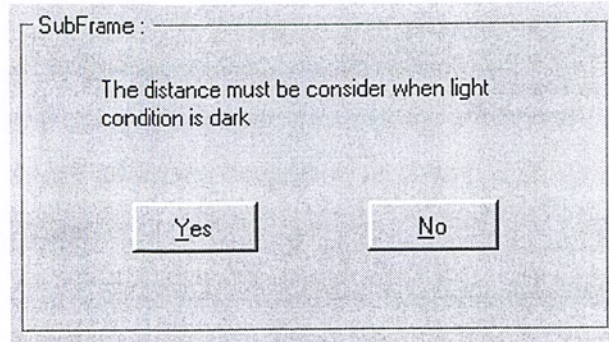 SubFrame :
The distance must be consider when light
condition is dark
Yes
No